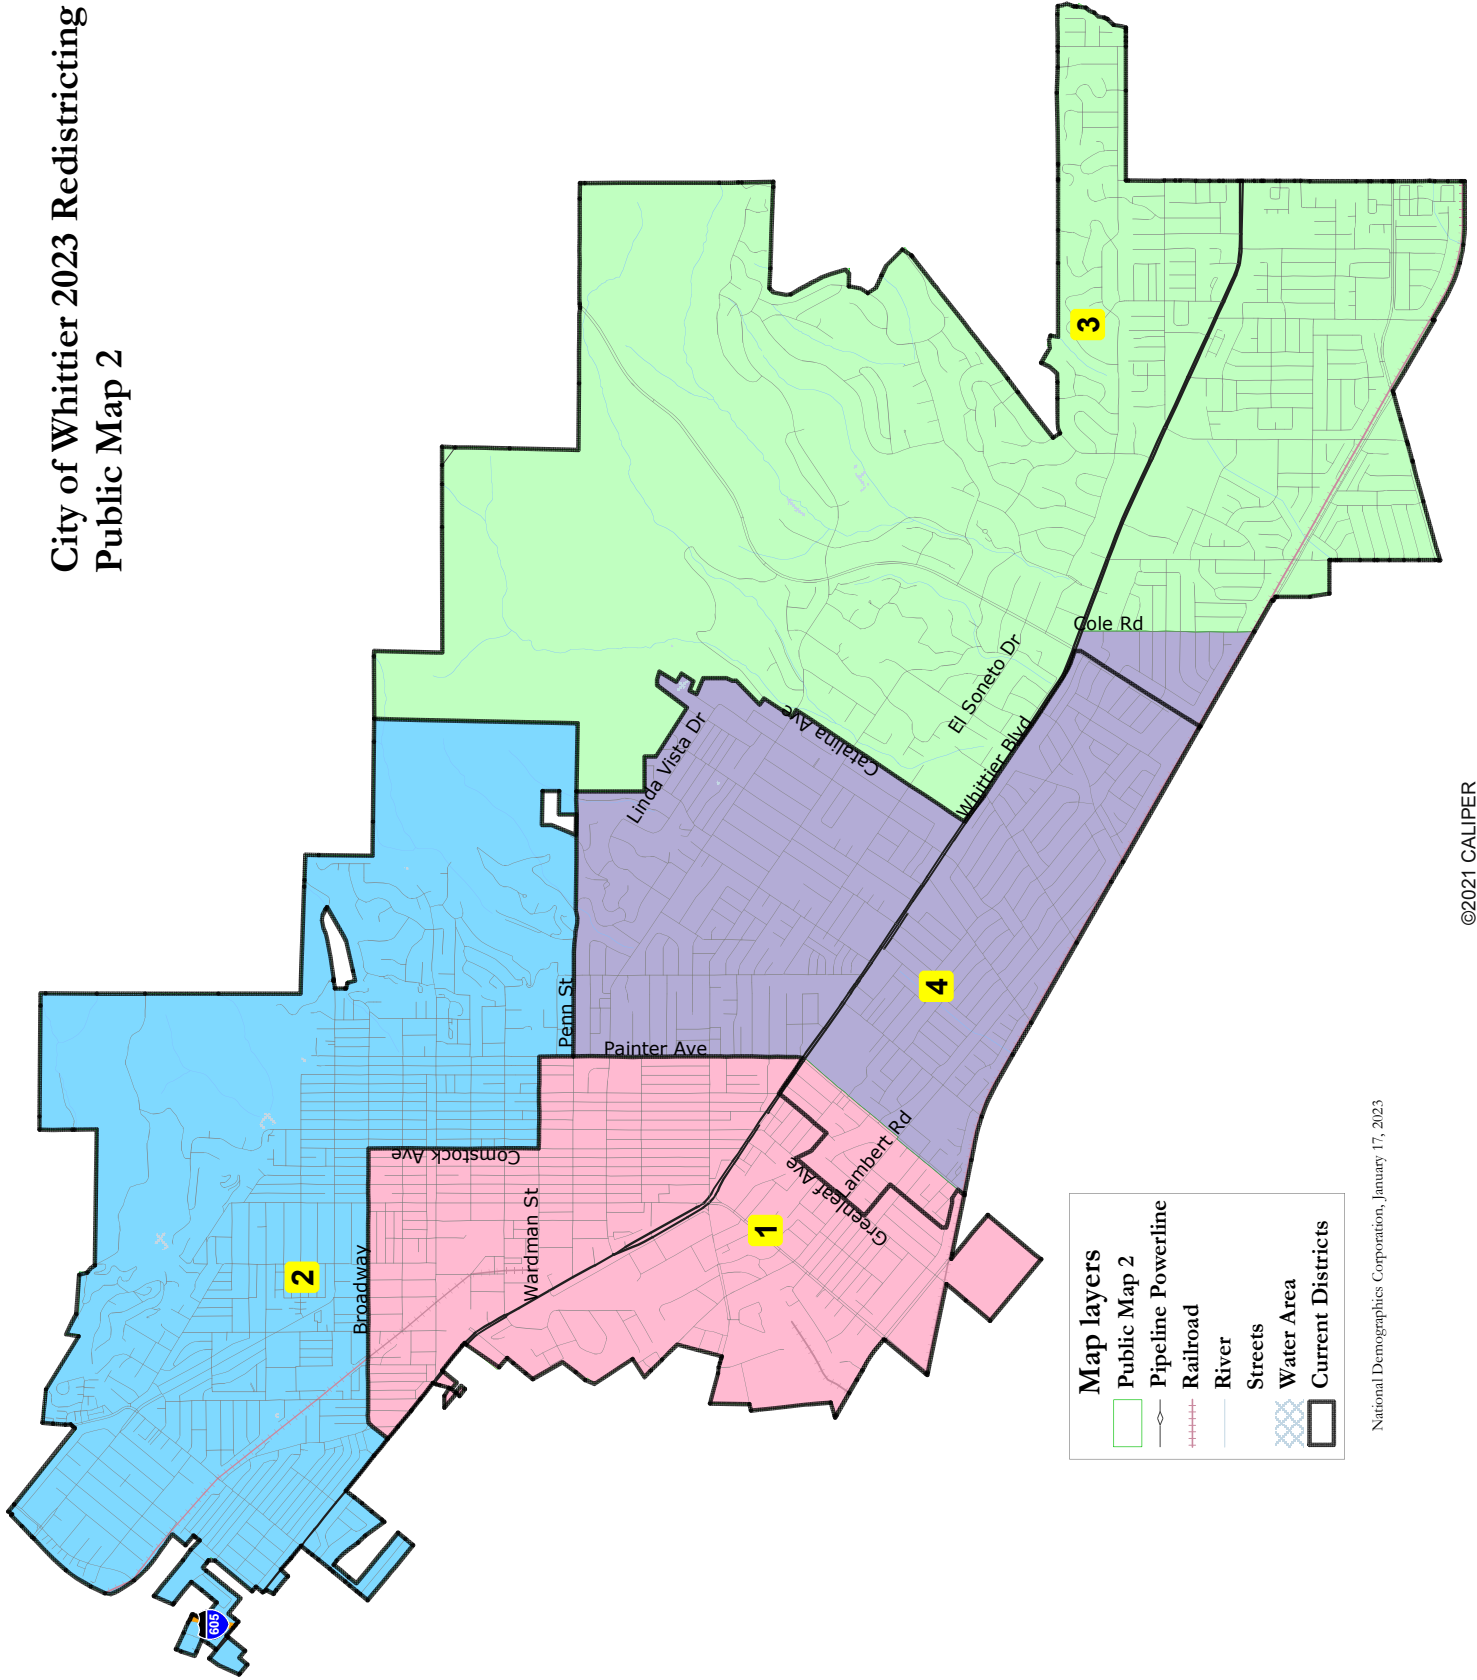 City of Whittier 2023 Redistricting
Public Map 2
3
Cole Rd
El Soneto Dr
Whittier Blvd
Catalina Ave
Linda Vista Dr
4
Penn St
Painter Ave
Comstock Ave
Lambert Rd
Greenleaf Ave
1
Wardman St
Broadway
2
605
Map layers
Public Map 2
Pipeline Powerline
Railroad
River
Streets
Water Area
Current Districts
National Demographics Corporation, January 17, 2023
©2021 CALIPER